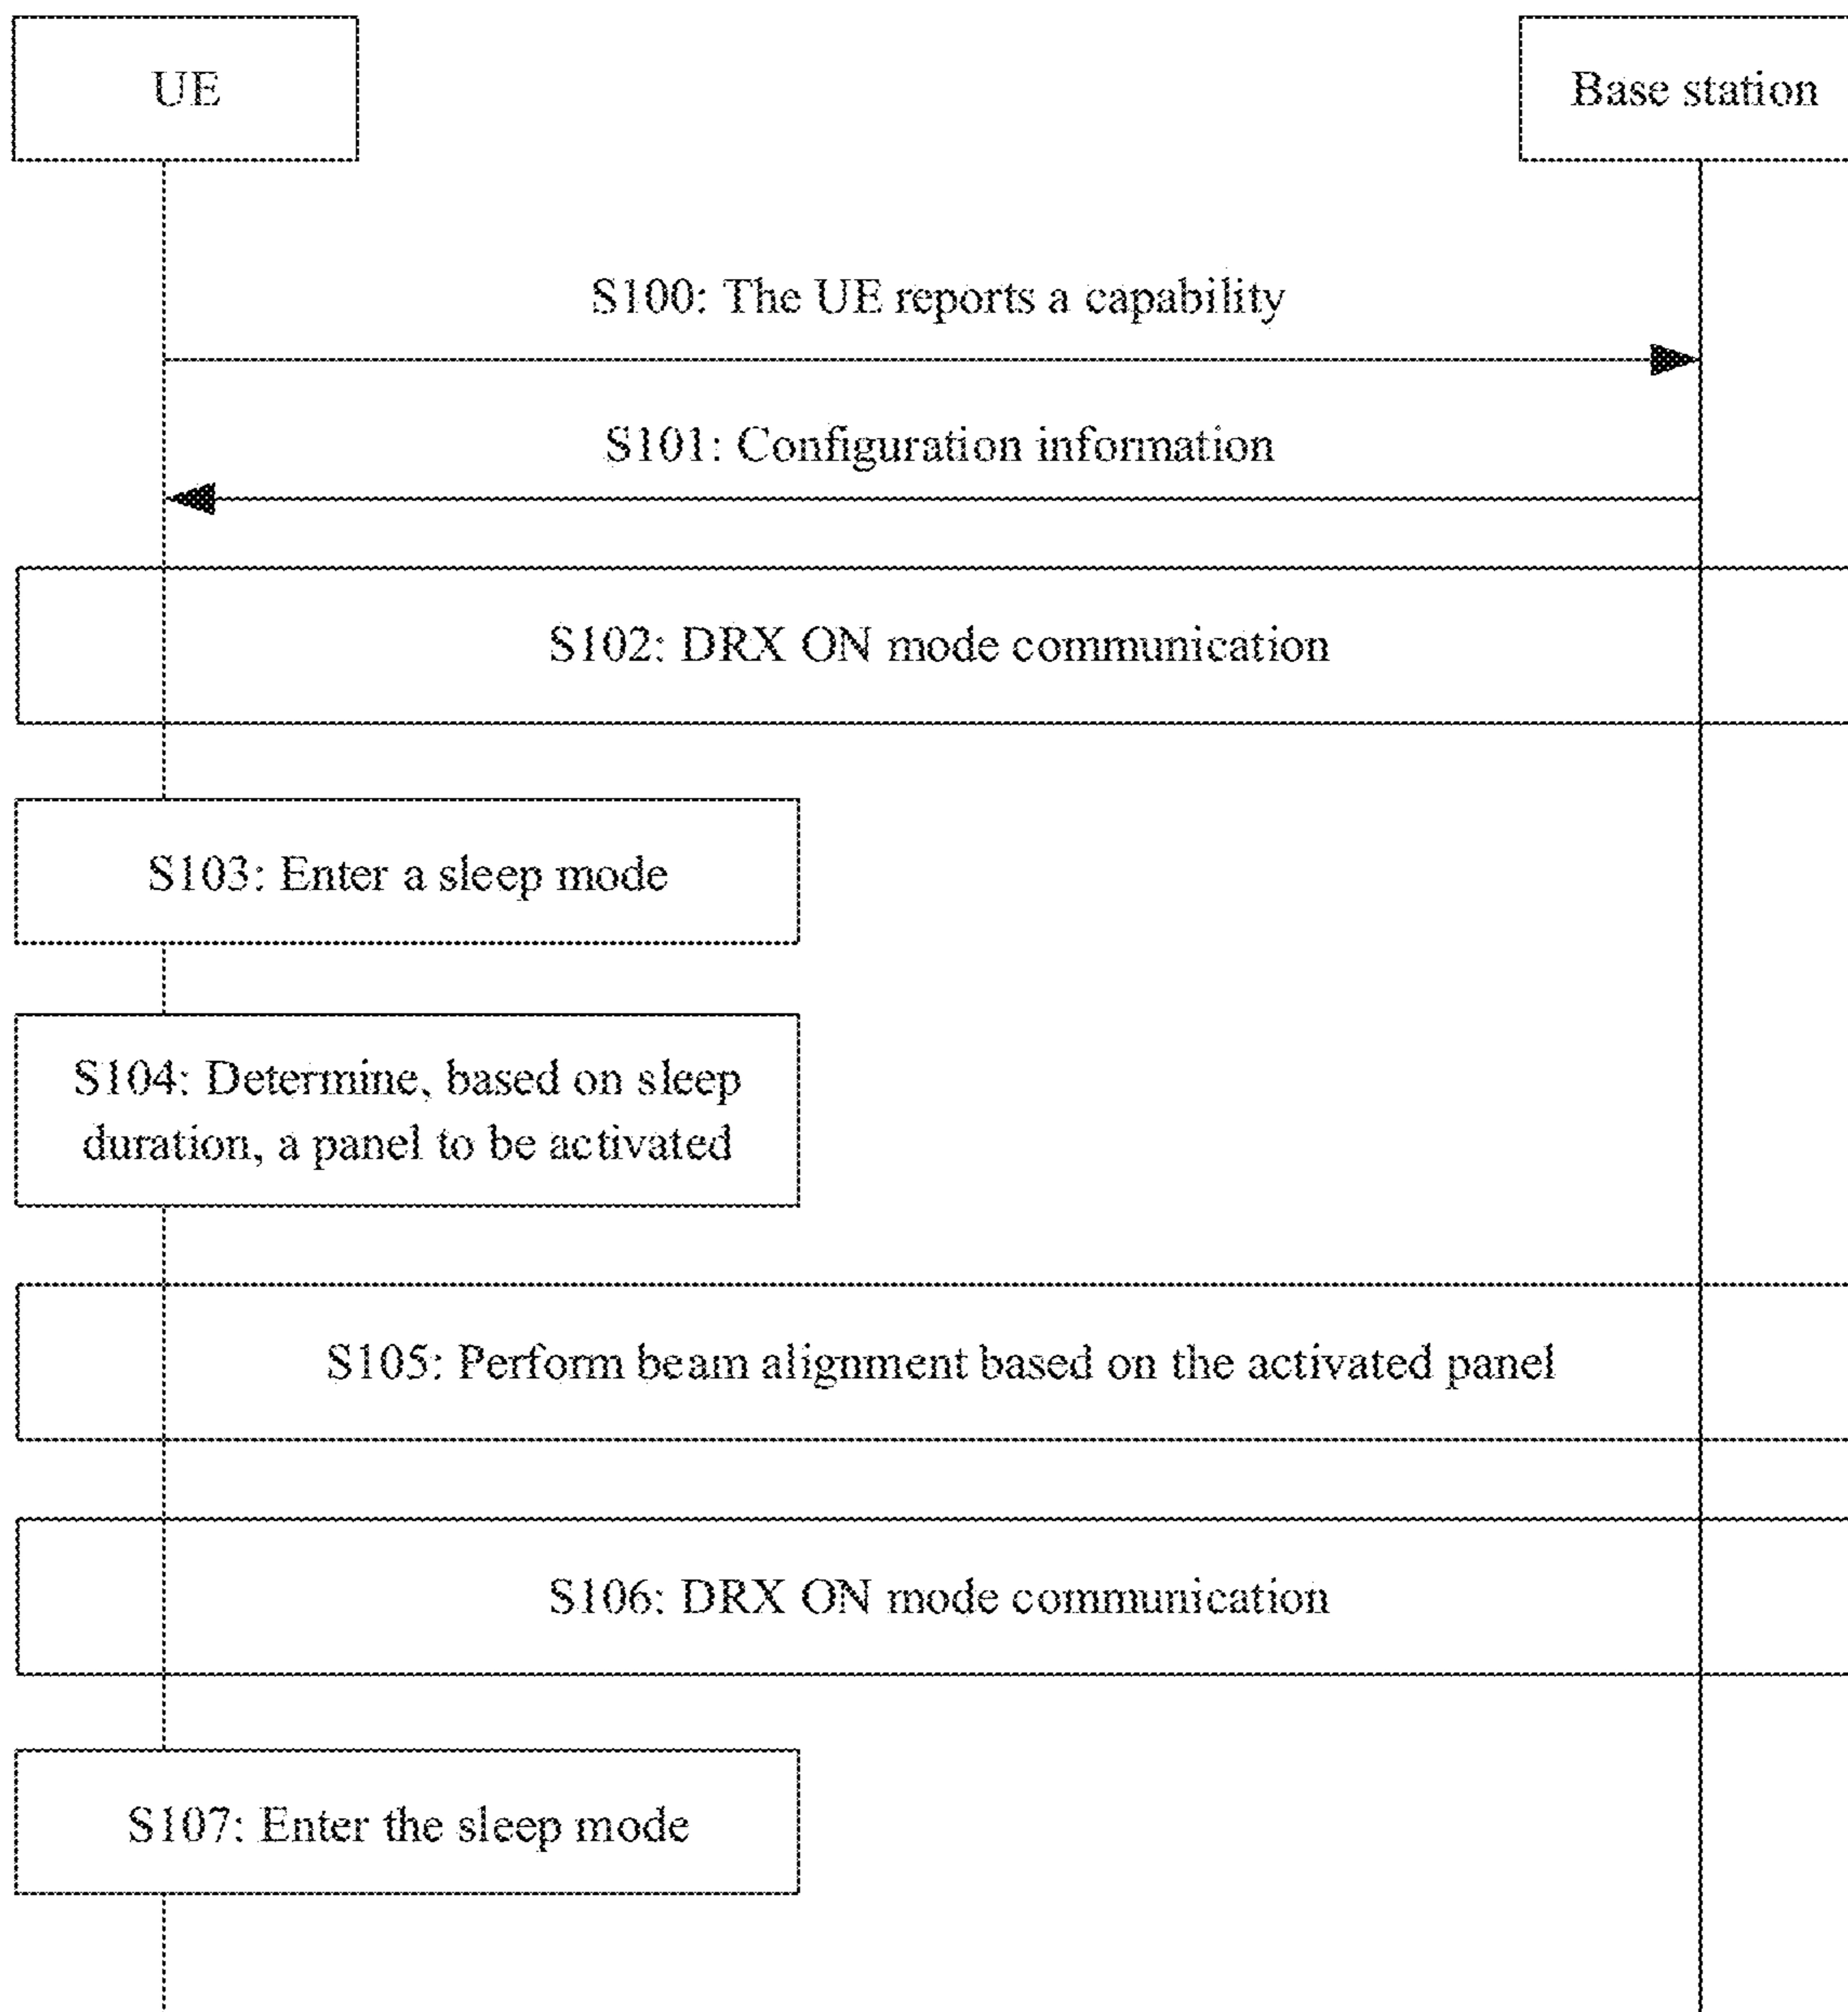 UE
Base station
S100: The UE reports a capability
S101: Configuration information
S102: DRX ON mode communication
S103: Enter a sleep mode
S104: Determine, based on sleep
duration, a panel to be activated
S105: Perform beam alignment based on the activated panel
S106: DRX ON mode communication
S107: Enter the sleep mode